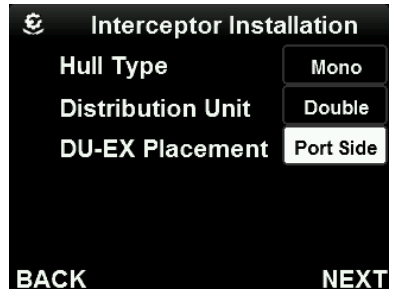 Interceptor Installation
Hull Type Mono
Distribution Unit Double
DU-EX Placement Port Side
BACK NEXT